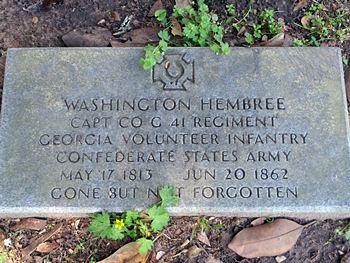 WASHINGTON HEMBREE
CAPT CO G 41 REGIMENT
GEORGIA VOLUNTEER INFANTRY
CONFEDERATE STATES ARMY
MAY 17 1813 JUN 20 1862
GONE BUT NOT FORGOTTEN